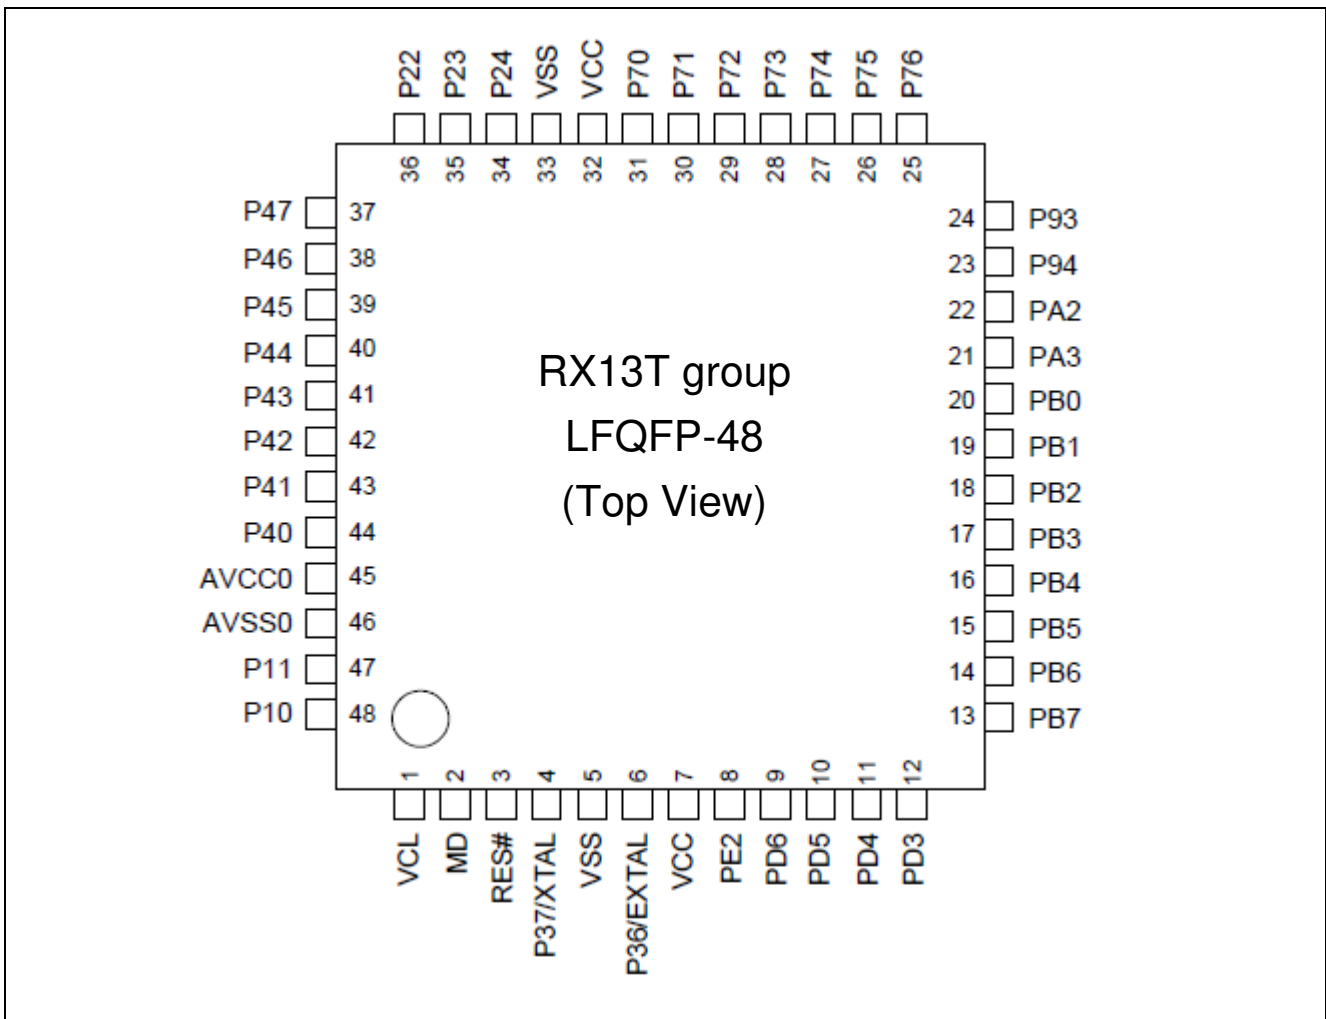 P22 P23 P24 VSS VCC P70 P71 P72 P73 P74 P75 P76
36 35 34 33 32 31 30 29 28 27 26 25
P47 37 24 P93
P46 38 23 P94
P45 39 22 PA2
P44 40 21 PA3
P43 41 20 PB0
P42 42 19 PB1
P41 43 18 PB2
P40 44 17 PB3
AVCC0 45 16 PB4
AVSS0 46 15 PB5
P11 47 14 PB6
P10 48 13 PB7
RX13T group
LFQFP-48
(Top View)
1 2 3 4 5 6 7 8 9 10 11 12
VCL MD RES# P37/XTAL VSS P36/EXTAL VCC PE2 PD6 PD5 PD4 PD3